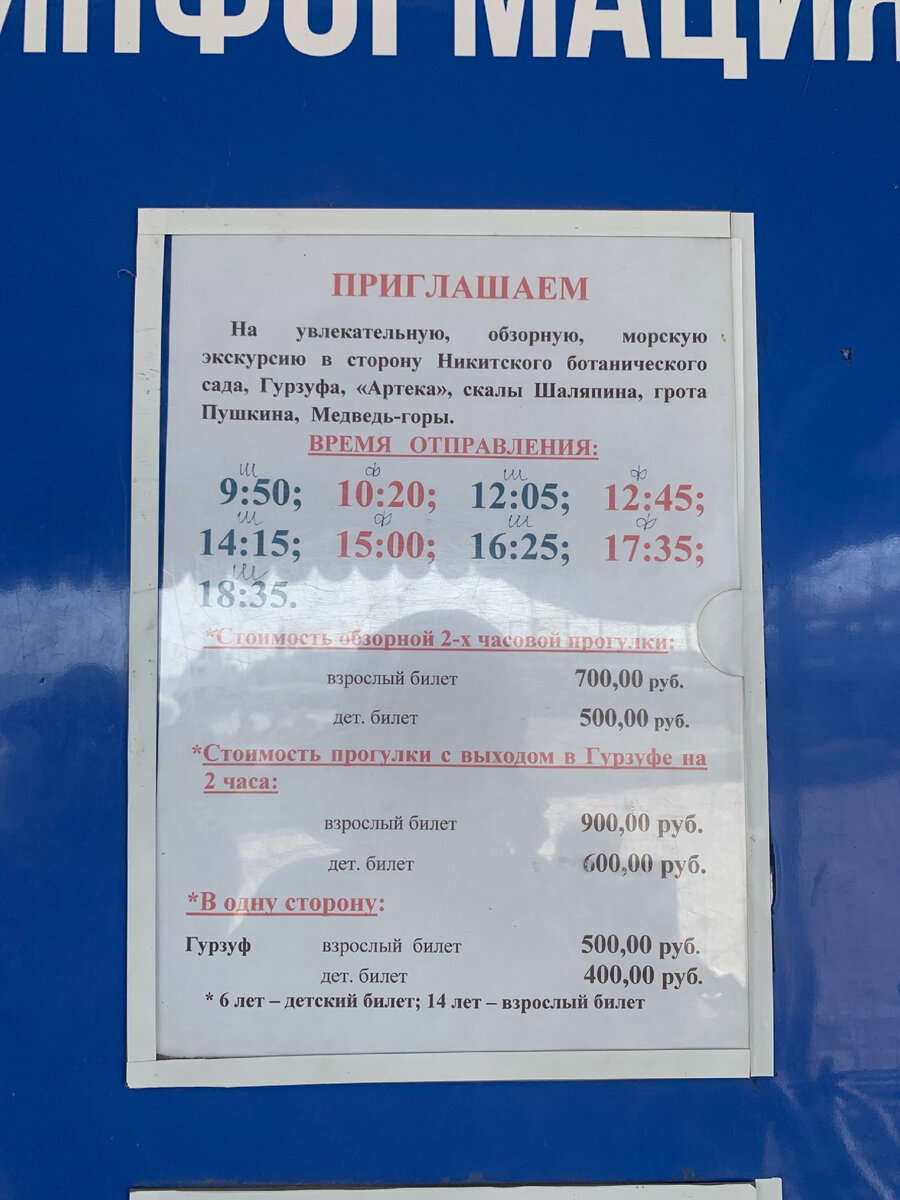 ИНФОРМАЦИЯ
ПРИГЛАШАЕМ
На увлекательную, обзорную, морскую
экскурсию в сторону Никитского ботанического
сада, Гурзуфа, «Артека», скалы Шаляпина, грота
Пушкина, Медведь-горы.
ВРЕМЯ ОТПРАВЛЕНИЯ:
ш ф ш ф
9:50; 10:20; 12:05; 12:45;
ш ф ш ф
14:15; 15:00; 16:25; 17:35;
ш
18:35.
*Стоимость обзорной 2-х часовой прогулки:
взрослый билет 700,00 руб.
дет. билет 500,00 руб.
*Стоимость прогулки с выходом в Гурзуфе на
2 часа:
взрослый билет 900,00 руб.
дет. билет 600,00 руб.
*В одну сторону:
Гурзуф взрослый билет 500,00 руб.
дет. билет 400,00 руб.
* 6 лет – детский билет; 14 лет – взрослый билет